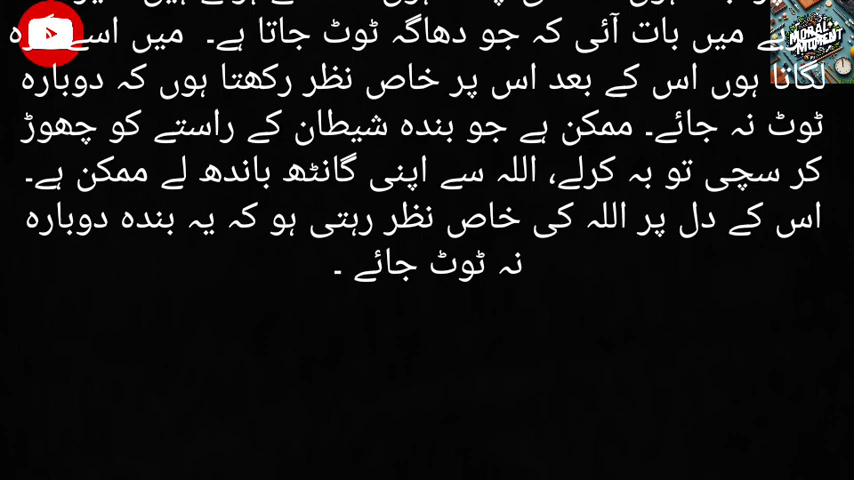 میں بات آئی کہ جو دھاگہ ٹوٹ جاتا ہے۔ میں اسے
لگاتا ہوں اس کے بعد اس پر خاص نظر رکھتا ہوں کہ دوبارہ
ٹوٹ نہ جائے۔ ممکن ہے جو بندہ شیطان کے راستے کو چھوڑ
کر سچی تو بہ کرلے، اللہ سے اپنی گانٹھ باندھ لے ممکن ہے۔
اس کے دل پر اللہ کی خاص نظر رہتی ہو کہ یہ بندہ دوبارہ
نہ ٹوٹ جائے ۔
MORAL
MOMENT